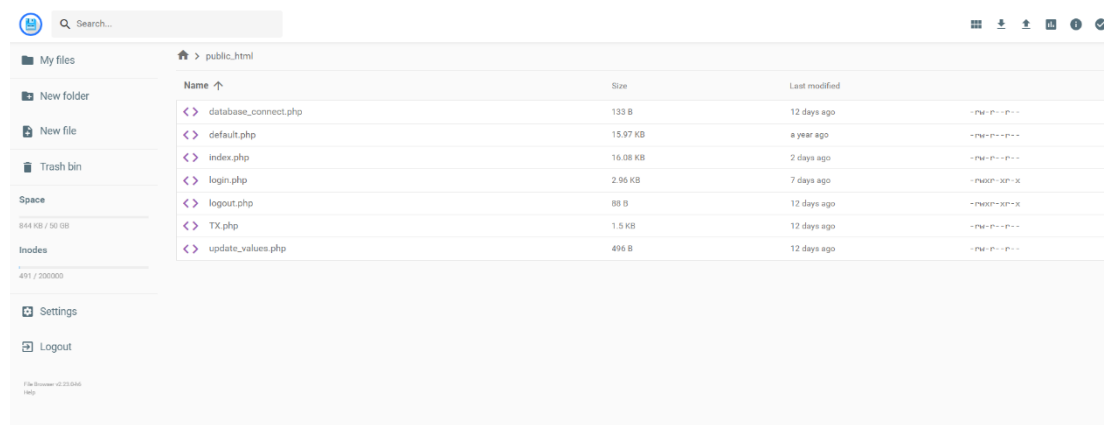 Search...
My files
New folder
New file
Trash bin
Space
844 KB / 50 GB
Inodes
491 / 200000
Settings
Logout
Help
> public_html
Name Size Last modified
database_connect.php 133 B 12 days ago -rw-r--r--
default.php 15.97 KB a year ago -rw-r--r--
index.php 16.08 KB 2 days ago -rw-r--r--
login.php 2.96 KB 7 days ago -rwxr-xr-x
logout.php 88 B 12 days ago -rwxr-xr-x
TX.php 1.5 KB 12 days ago -rw-r--r--
update_values.php 496 B 12 days ago -rw-r--r--